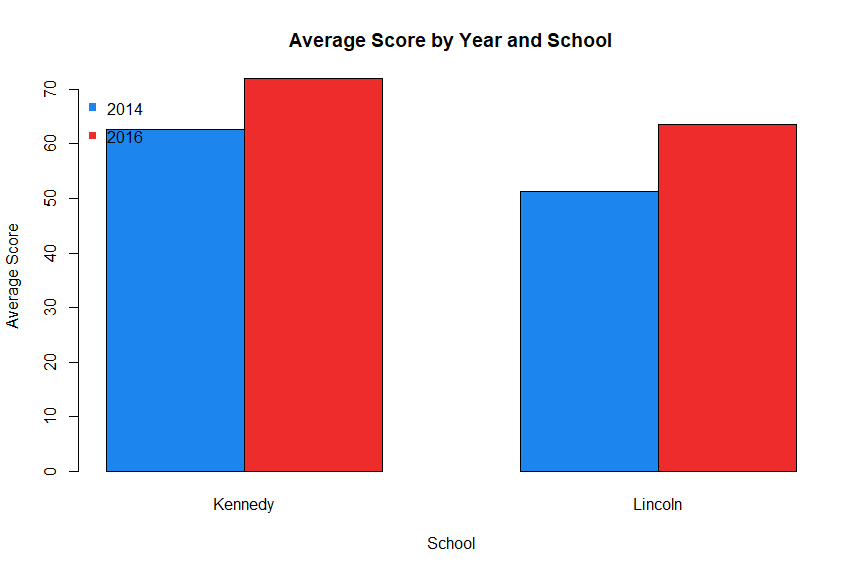 Average Score by Year and School
2014
2016
Average Score
70
60
50
40
30
20
10
0
Kennedy
Lincoln
School